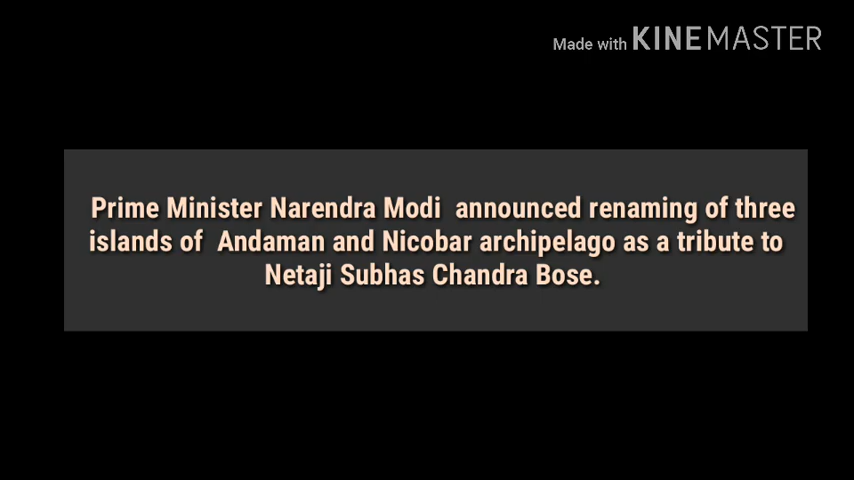 Made with KINEMASTER
Prime Minister Narendra Modi announced renaming of three
islands of Andaman and Nicobar archipelago as a tribute to
Netaji Subhas Chandra Bose.